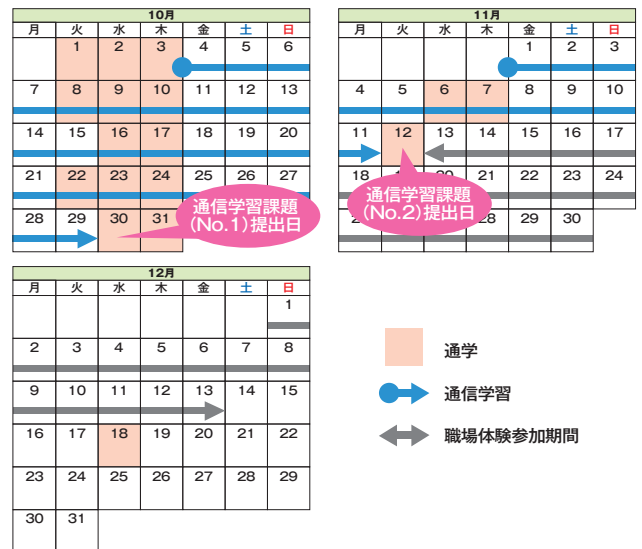 10月
月 火 水 木 金 土 日
1 2 3 4 5 6
7 8 9 10 11 12 13
14 15 16 17 18 19 20
21 22 23 24 25 26 27
28 29 30 31
通信学習課題
(No.1)提出日
11月
月 火 水 木 金 土 日
1 2 3
4 5 6 7 8 9 10
11 12 13 14 15 16 17
18 20 21 22 23 24
28 29 30
通信学習課題
(No.2)提出日
12月
月 火 水 木 金 土 日
1
2 3 4 5 6 7 8
9 10 11 12 13 14 15
16 17 18 19 20 21 22
23 24 25 26 27 28 29
30 31
通学
通信学習
職場体験参加期間